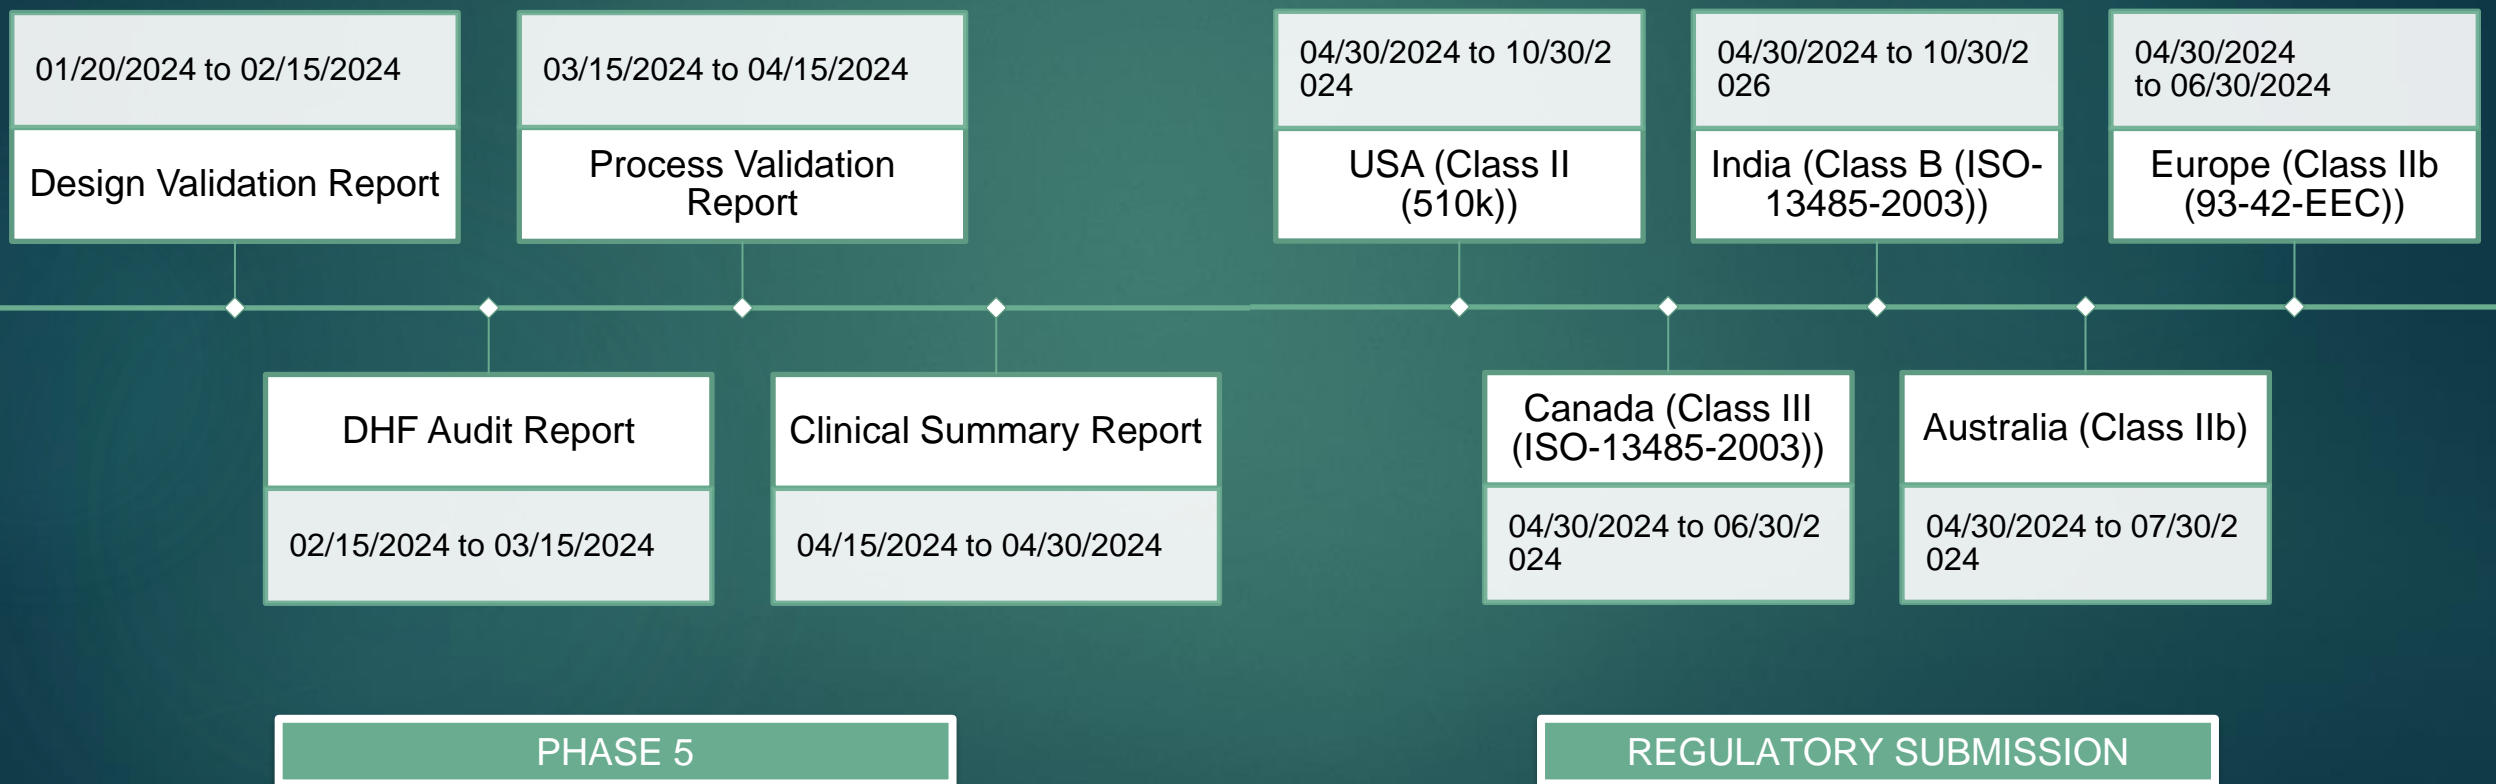 01/20/2024 to 02/15/2024
Design Validation Report
03/15/2024 to 04/15/2024
Process Validation
Report
DHF Audit Report
02/15/2024 to 03/15/2024
Clinical Summary Report
04/15/2024 to 04/30/2024
PHASE 5
04/30/2024 to 10/30/2
024
USA (Class II
(510k))
04/30/2024 to 10/30/2
026
India (Class B (ISO-
13485-2003))
04/30/2024
to 06/30/2024
Europe (Class IIb
(93-42-EEC))
Canada (Class III
(ISO-13485-2003))
04/30/2024 to 06/30/2
024
Australia (Class IIb)
04/30/2024 to 07/30/2
024
REGULATORY SUBMISSION